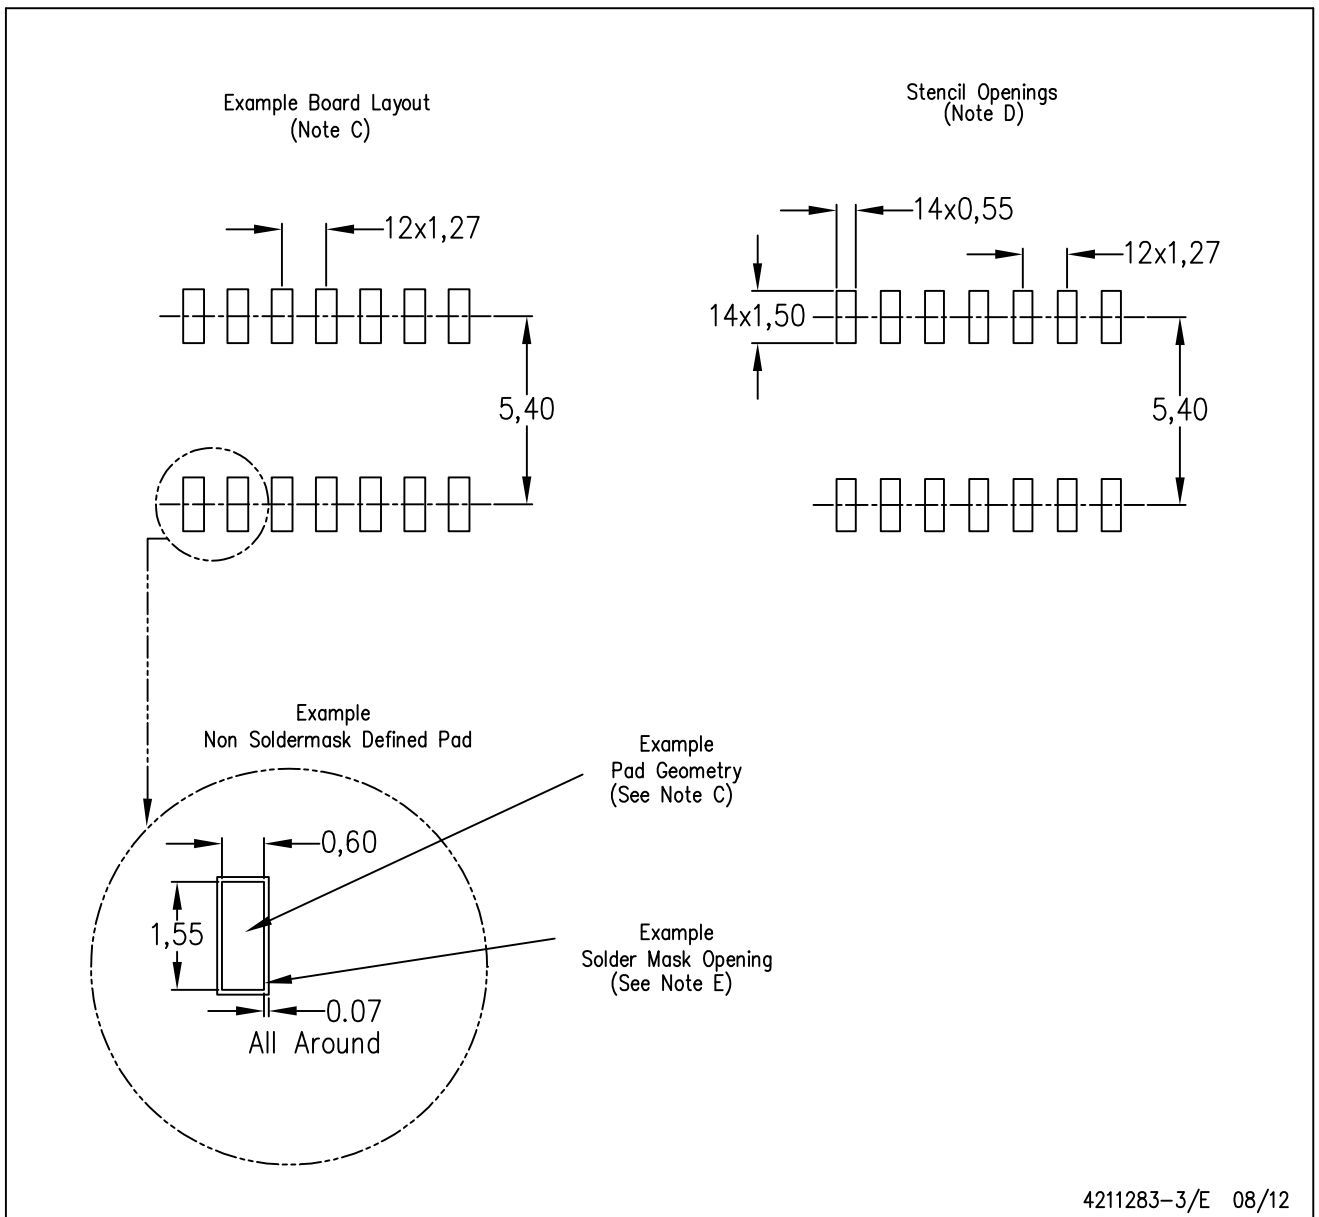 Example Board Layout
(Note C)
Stencil Openings
(Note D)
12x1,27
14x0,55
12x1,27
14x1,50
5,40
5,40
Example
Non Soldermask Defined Pad
Example
Pad Geometry
(See Note C)
0,60
1,55
Example
Solder Mask Opening
(See Note E)
0.07
All Around
4211283-3/E 08/12